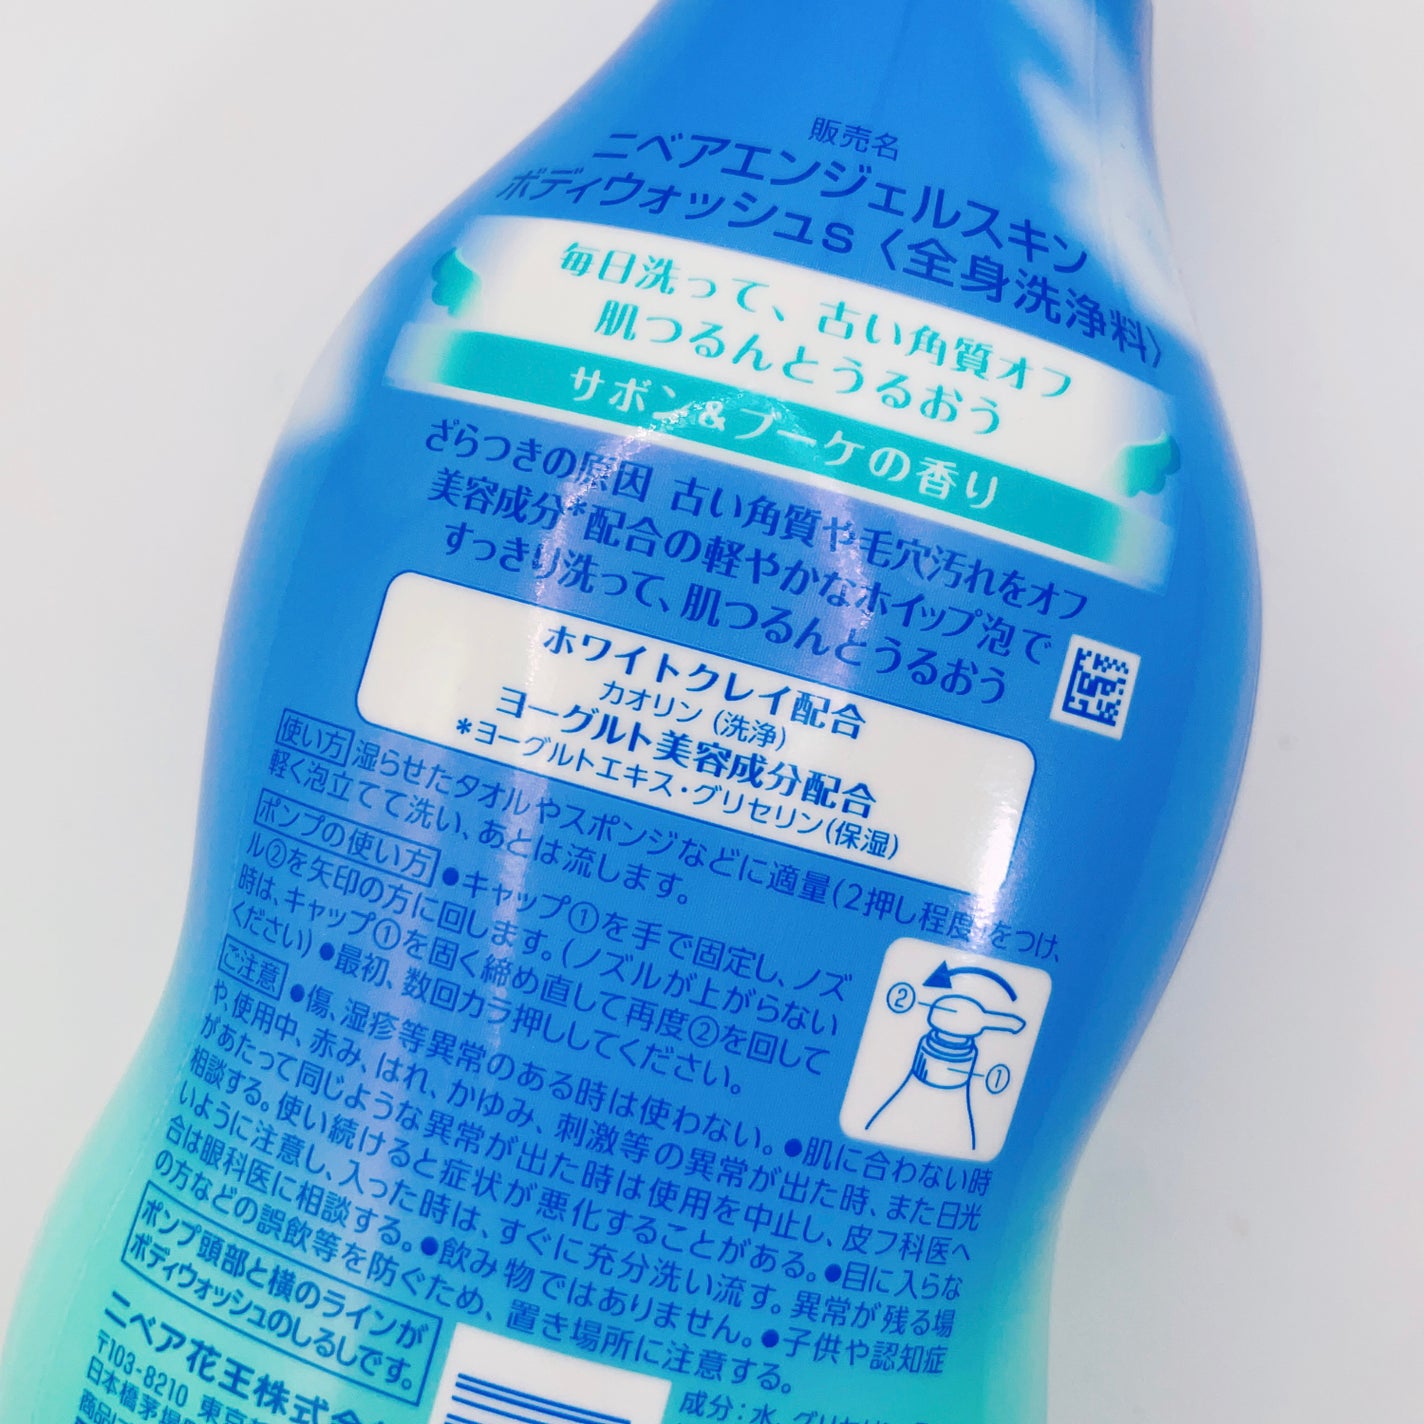 販売名
ニベアエンジェルスキン
ボディウォッシュS〈全身洗浄料〉
毎日洗って、古い角質オフ
肌つるんとうるおう
サボン&ブーケの香り
ざらつきの原因 古い角質や毛穴汚れをオフ
美容成分*配合の軽やかなホイップ泡で
すっきり洗って、肌つるんとうるおう
ホワイトクレイ配合
カオリン(洗浄)
ヨーグルト美容成分配合
*ヨーグルトエキス・グリセリン(保湿)
使い方 湿らせたタオルやスポンジなどに適量(2押し程度)をつけ、
軽く泡立てて洗い、あとは流します。
ポンプの使い方 ●キャップ①を手で固定し、ノズ
ル②を矢印の方に回します。(ノズルが上がらない
時は、キャップ①を固く締め直して再度②を回して
ください) ●最初、数回カラ押ししてください。
② ①
ご注意 ●傷、湿疹等異常のある時は使わない。●肌に合わない時
や、使用中、赤み、はれ、かゆみ、刺激等の異常が出た時、また日光
があたって同じような異常が出た時は使用を中止し、皮フ科医へ
相談する。使い続けると症状が悪化することがある。●目に入らな
いように注意し、入った時は、すぐに充分洗い流す。異常が残る場
合は眼科医に相談する。●飲み物ではありません。●子供や認知症
の方などの誤飲等を防ぐため、置き場所に注意する。
ポンプ頭部と横のラインが
ボディウォッシュのしるしです。
ニベア花王株式会
〒103-8210 東京
日本橋茅場
商品に
成分:水、グリセリ